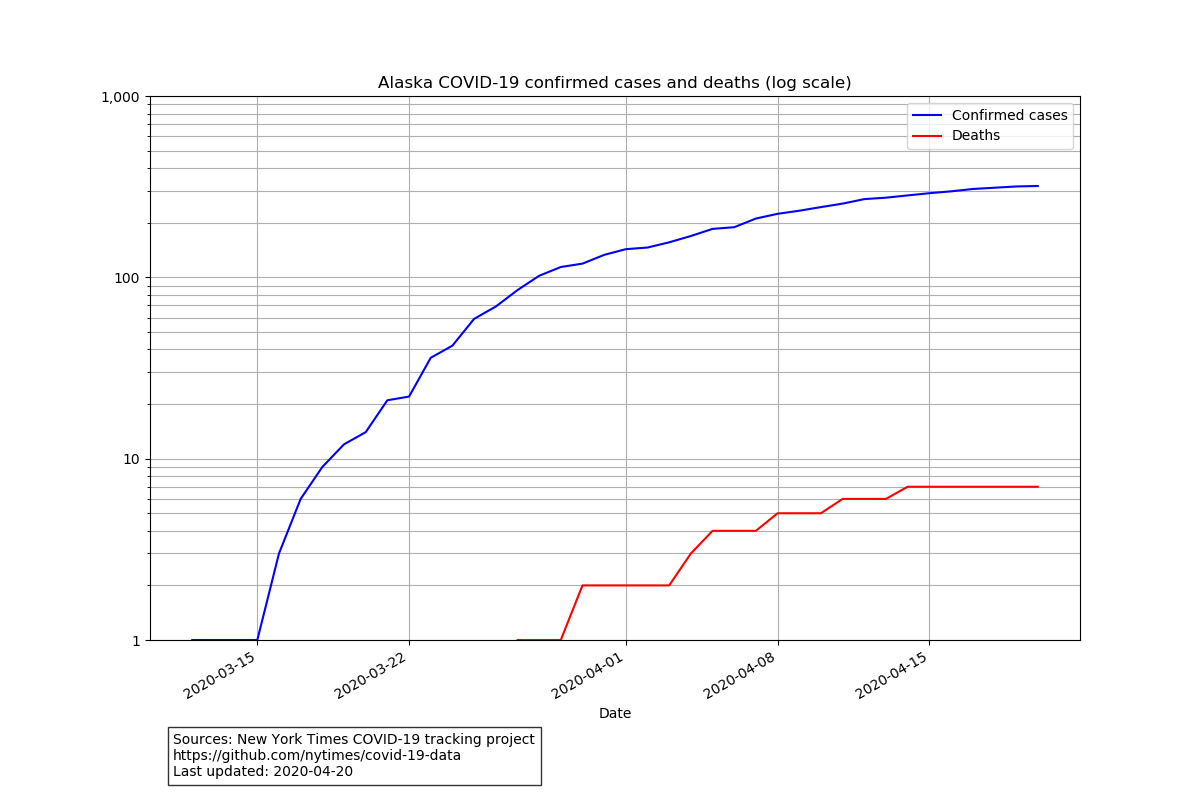 Alaska COVID-19 confirmed cases and deaths (log scale)
1,000
100
10
1
Confirmed cases
Deaths
2020-03-15
2020-03-22
2020-04-01
2020-04-08
2020-04-15
Date
Sources: New York Times COVID-19 tracking project
https://github.com/nytimes/covid-19-data
Last updated: 2020-04-20